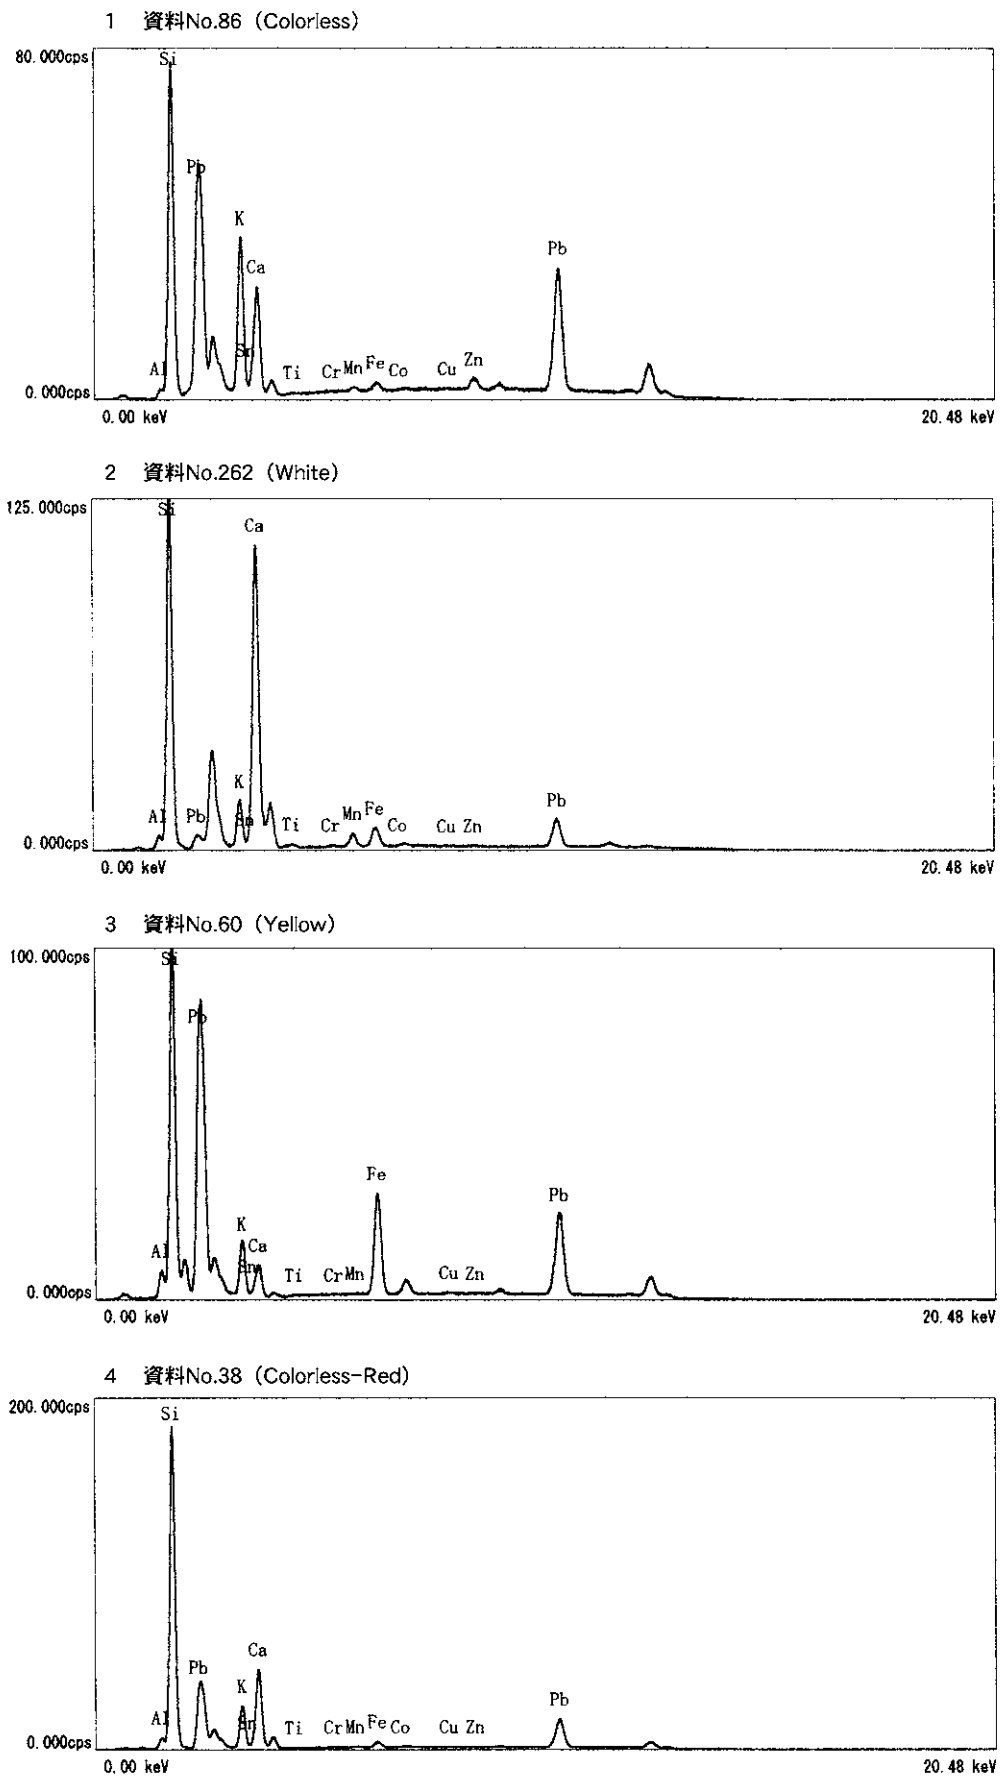 1 資料No.86 (Colorless)
80.000cps
Si
Pb
K
Ca
Pb
Sn
Al
Ti Cr Mn Fe Co Cu Zn
0.000cps
0.00 keV 20.48 keV
2 資料No.262 (White)
125.000cps
Si
Ca
K
Pb
Al Pb Sn Ti Cr Mn Fe Co Cu Zn
0.000cps
0.00 keV 20.48 keV
3 資料No.60 (Yellow)
100.000cps
Si
Pb
Fe
Pb
K
Al Ca
Sn Ti Cr Mn Cu Zn
0.000cps
0.00 keV 20.48 keV
4 資料No.38 (Colorless-Red)
200.000cps
Si
Ca
Pb K
Pb
Al Sn Ti Cr Mn Fe Co Cu Zn
0.000cps
0.00 keV 20.48 keV